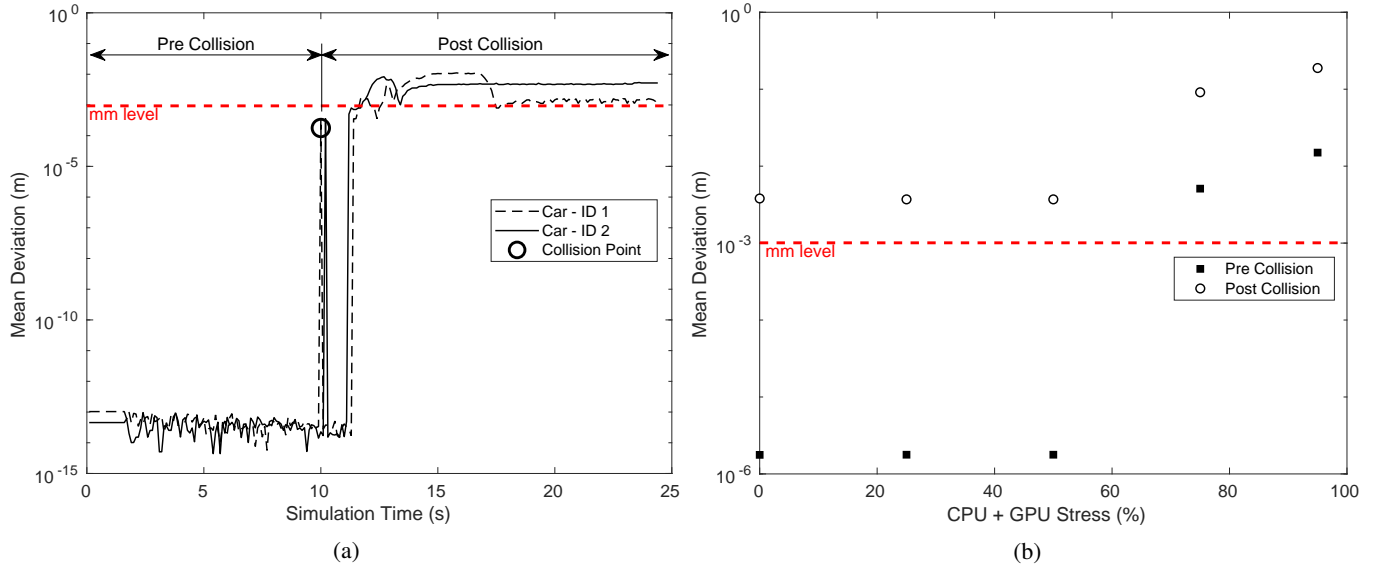 10^0
Pre Collision
Post Collision
mm level
10^-5
Mean Deviation (m)
Car - ID 1
Car - ID 2
Collision Point
10^-10
10^-15
0
5
10
15
20
25
Simulation Time (s)
(a)
10^0
Mean Deviation (m)
10^-3
mm level
Pre Collision
Post Collision
10^-6
0
20
40
60
80
100
CPU + GPU Stress (%)
(b)